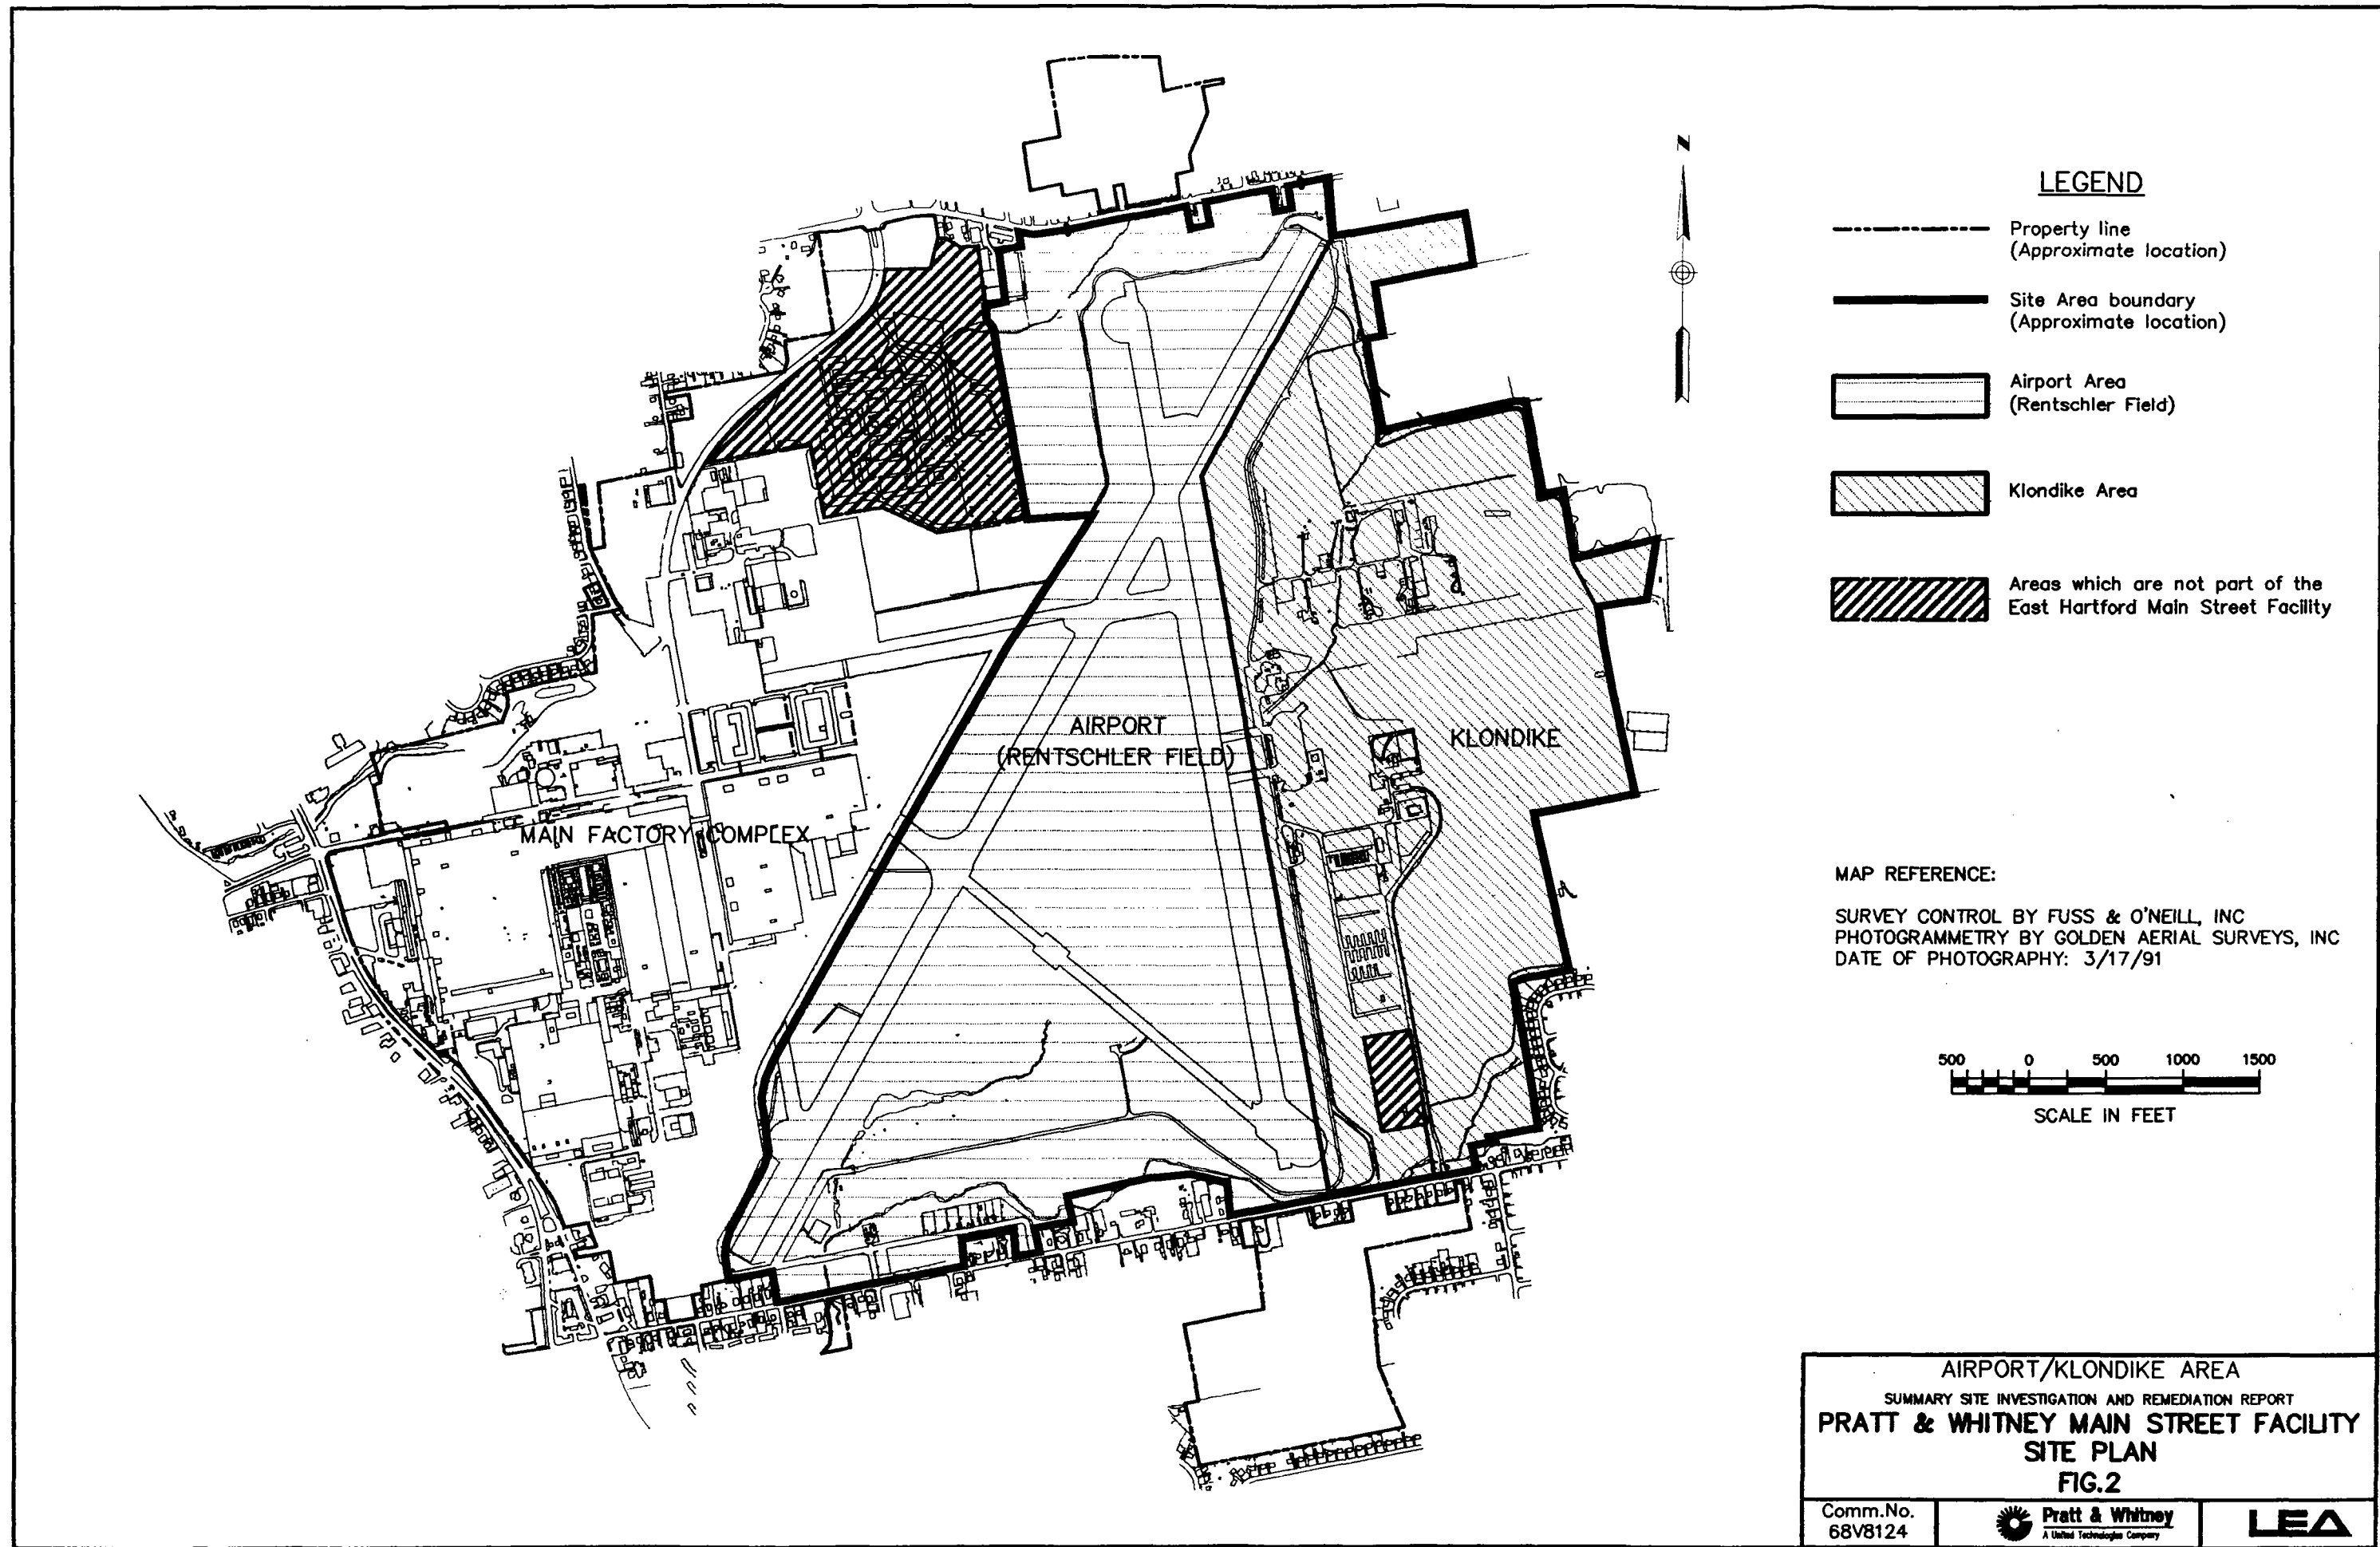 N
LEGEND
Property line
(Approximate location)
Site Area boundary
(Approximate location)
Airport Area
(Rentschler Field)
Klondike Area
Areas which are not part of the
East Hartford Main Street Facility
AIRPORT
(RENTSCHLER FIELD)
KLONDIKE
MAIN FACTORY COMPLEX
MAP REFERENCE:
SURVEY CONTROL BY FUSS & O'NEILL, INC
PHOTOGRAMMETRY BY GOLDEN AERIAL SURVEYS, INC
DATE OF PHOTOGRAPHY: 3/17/91
500 0 500 1000 1500
SCALE IN FEET
AIRPORT/KLONDIKE AREA
SUMMARY SITE INVESTIGATION AND REMEDIATION REPORT
PRATT & WHITNEY MAIN STREET FACILITY
SITE PLAN
FIG.2
Comm.No.
68V8124
Pratt & Whitney
A United Technologies Company
LEA